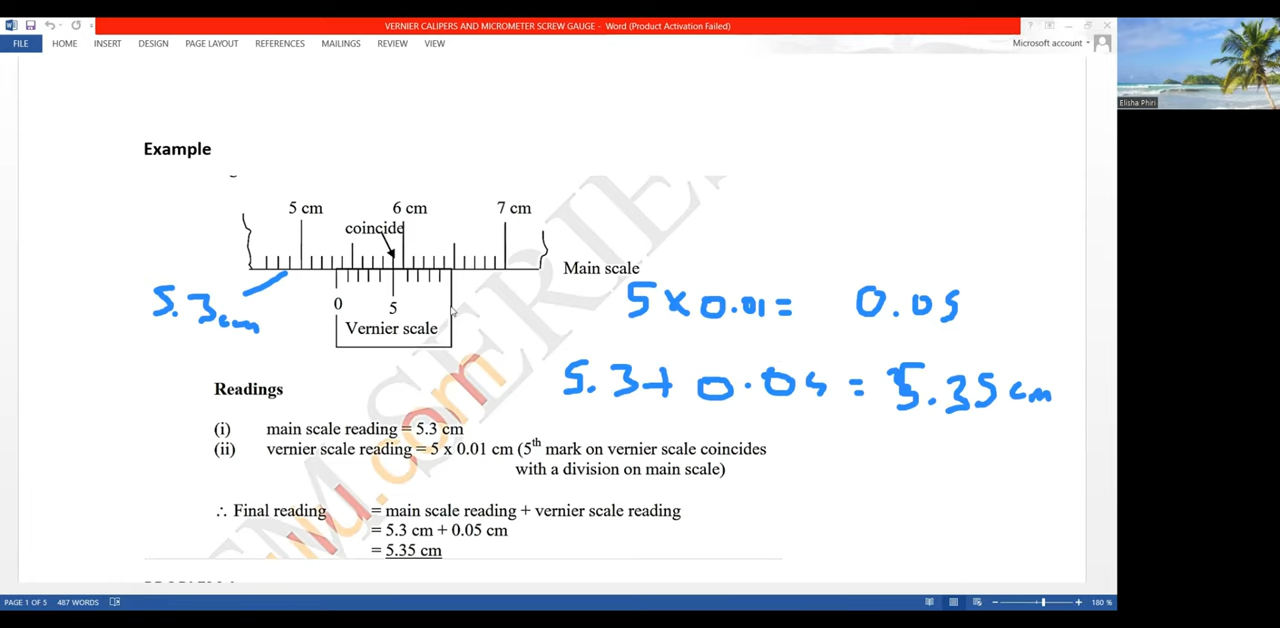 VERNIER CALIPERS AND MICROMETER SCREW GAUGE - Word (Product Activation Failed)
FILE HOME INSERT DESIGN PAGE LAYOUT REFERENCES MAILINGS REVIEW VIEW
Microsoft account
Elisha Phiri
Example
5 cm 6 cm 7 cm
coincide
Main scale
5.3cm
0 5
Vernier scale
5 x 0.01 = 0.05
5.3 + 0.05 = 5.35 cm
Readings
(i) main scale reading = 5.3 cm
(ii) vernier scale reading = 5 x 0.01 cm (5th mark on vernier scale coincides
with a division on main scale)
∴ Final reading = main scale reading + vernier scale reading
= 5.3 cm + 0.05 cm
= 5.35 cm
PAGE 1 OF 5 487 WORDS
180 %